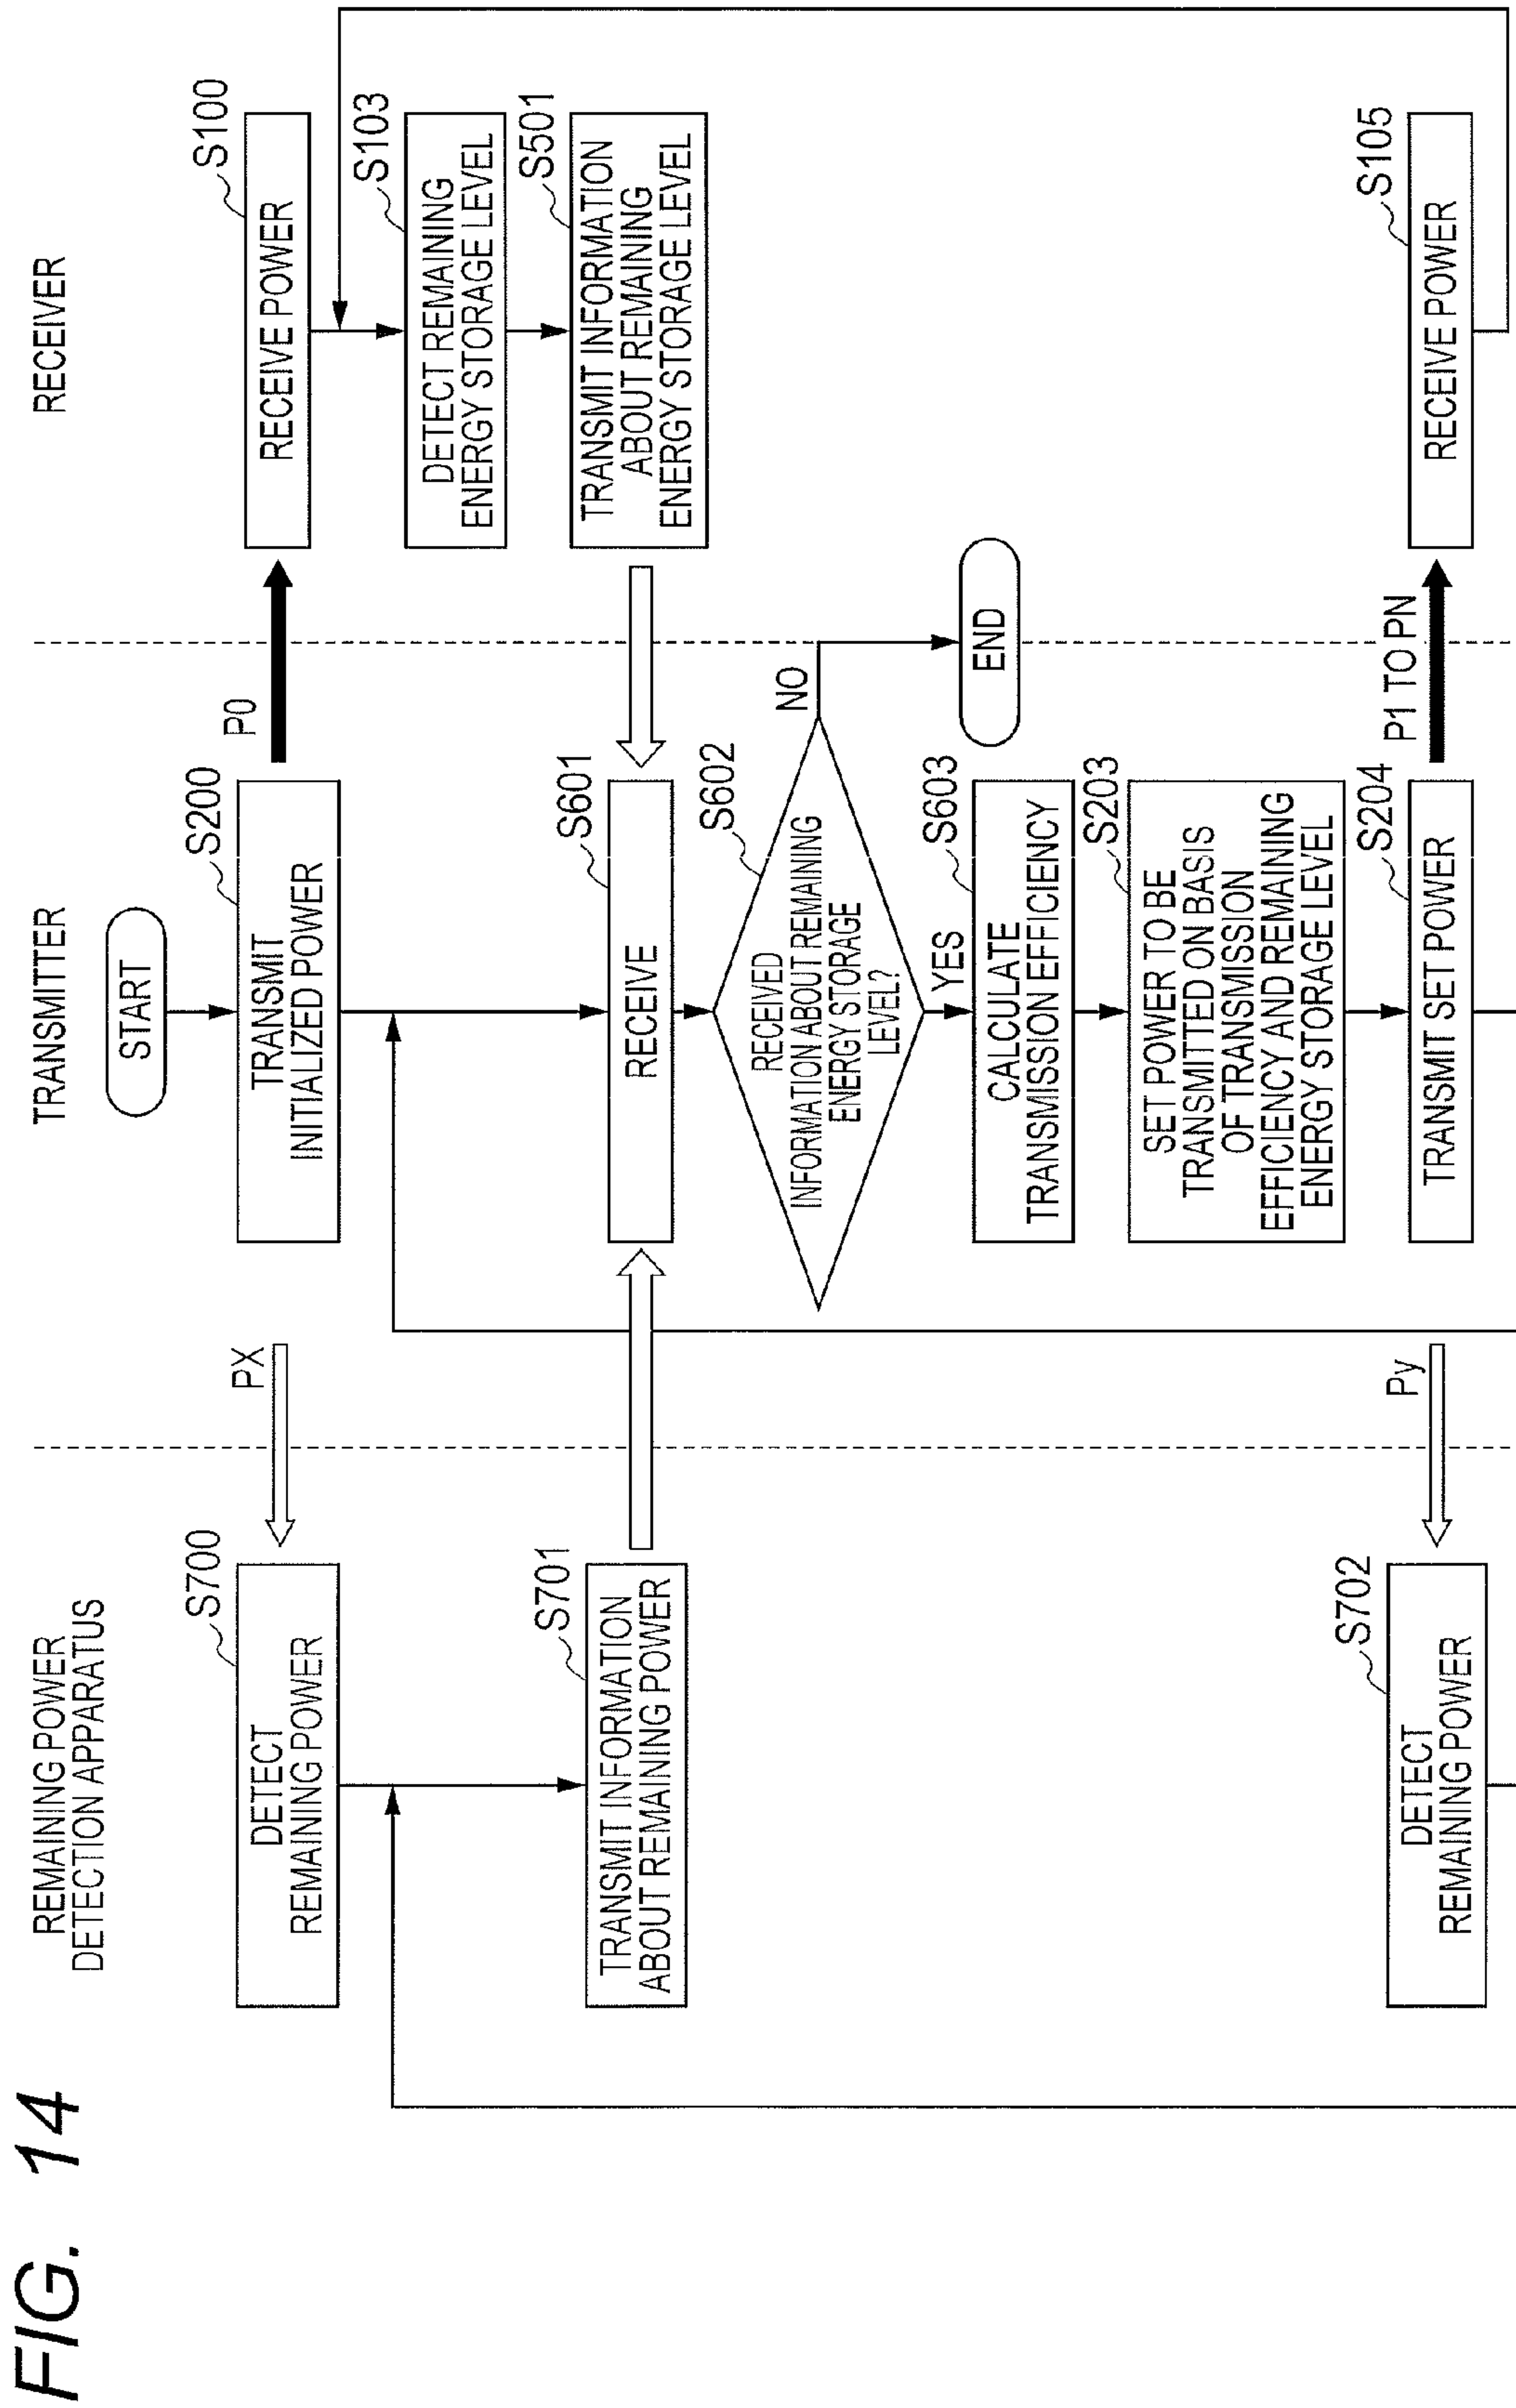 FIG. 14
REMAINING POWER
DETECTION APPARATUS
TRANSMITTER
RECEIVER
START
S700
DETECT
REMAINING POWER
PX
S200
TRANSMIT
INITIALIZED POWER
P0
S100
RECEIVE POWER
S103
DETECT REMAINING
ENERGY STORAGE LEVEL
S701
TRANSMIT INFORMATION
ABOUT REMAINING POWER
S601
RECEIVE
S501
TRANSMIT INFORMATION
ABOUT REMAINING
ENERGY STORAGE LEVEL
S602
RECEIVED
INFORMATION ABOUT REMAINING
ENERGY STORAGE
LEVEL?
NO
END
YES
S603
CALCULATE
TRANSMISSION EFFICIENCY
S203
SET POWER TO BE
TRANSMITTED ON BASIS
OF TRANSMISSION
EFFICIENCY AND REMAINING
ENERGY STORAGE LEVEL
S702
DETECT
REMAINING POWER
Py
S204
TRANSMIT SET POWER
P1 TO PN
S105
RECEIVE POWER